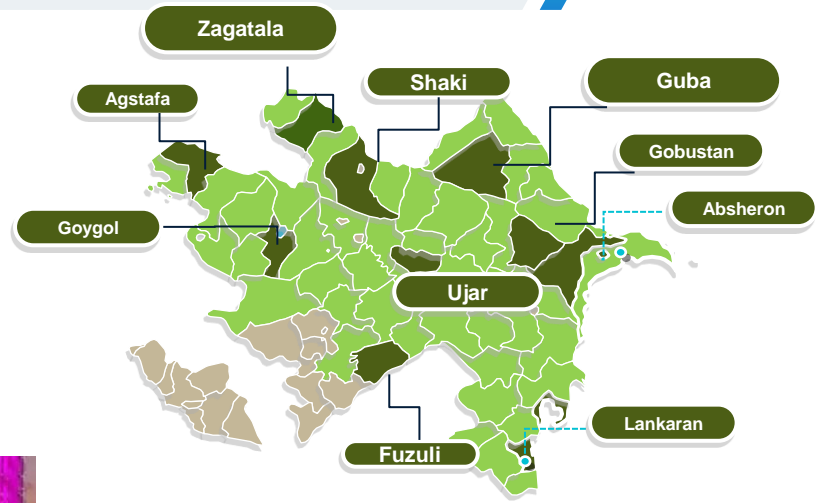 Zagatala
Shaki
Guba
Agstafa
Gobustan
Absheron
Goygol
Ujar
Lankaran
Fuzuli